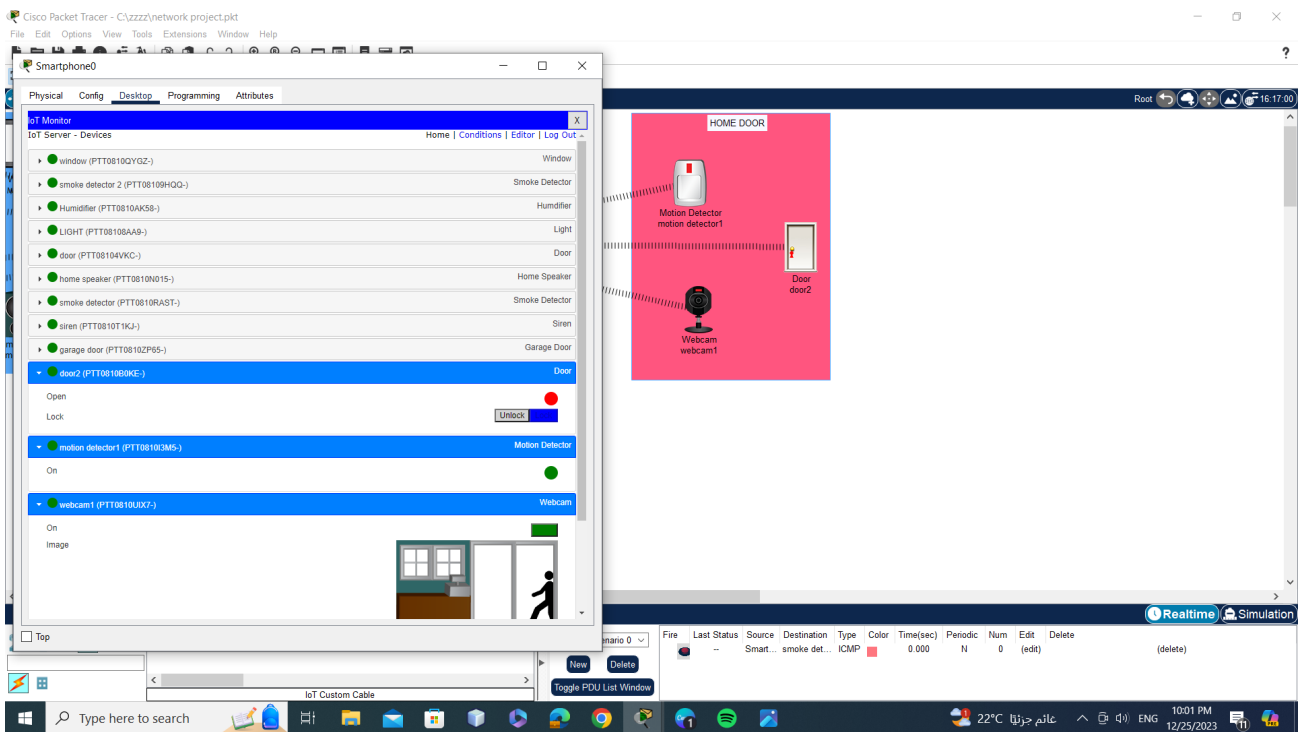 Cisco Packet Tracer - C:\zzzz\network project.pkt
File Edit Options View Tools Extensions Window Help
?
Smartphone0
Physical Config Desktop Programming Attributes
Root 16:17:00
IoT Monitor X
IoT Server - Devices Home | Conditions | Editor | Log Out
window (PTT0810QYGZ-) Window
smoke detector 2 (PTT08109HQQ-) Smoke Detector
Humidifier (PTT0810AK58-) Humdifier
LIGHT (PTT08108AA9-) Light
door (PTT08104VKC-) Door
home speaker (PTT0810N015-) Home Speaker
smoke detector (PTT0810RAST-) Smoke Detector
siren (PTT0810T1KJ-) Siren
garage door (PTT0810ZP65-) Garage Door
door2 (PTT0810B0KE-) Door
Open
Lock Unlock
motion detector1 (PTT0810I3M5-) Motion Detector
On
webcam1 (PTT0810UIX7-) Webcam
On
Image
Top
HOME DOOR
Motion Detector
motion detector1
Door
door2
Webcam
webcam1
Realtime Simulation
enario 0
New Delete
Toggle PDU List Window
Fire Last Status Source Destination Type Color Time(sec) Periodic Num Edit Delete
-- Smart... smoke det... ICMP 0.000 N 0 (edit) (delete)
IoT Custom Cable
Type here to search
22°C غائم جزئيًا
ENG
10:01 PM
12/25/2023
11